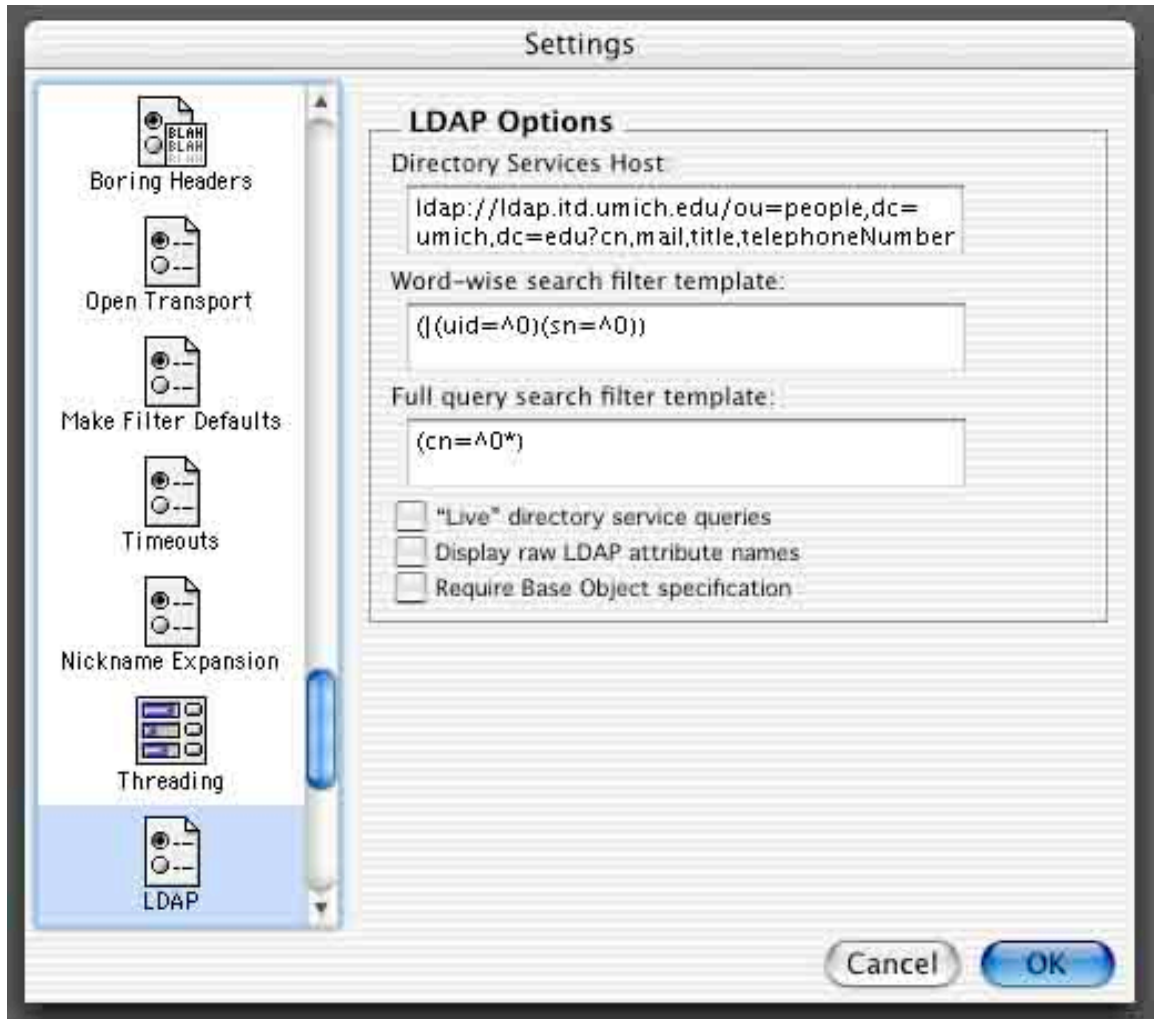 Settings
BLAH
BLAH
BLAH
Boring Headers
Open Transport
Make Filter Defaults
Timeouts
Nickname Expansion
Threading
LDAP
LDAP Options
Directory Services Host
ldap://ldap.itd.umich.edu/ou=people,dc=
umich,dc=edu?cn,mail,title,telephoneNumber
Word-wise search filter template:
(|(uid=^0)(sn=^0))
Full query search filter template:
(cn=^0*)
"Live" directory service queries
Display raw LDAP attribute names
Require Base Object specification
Cancel
OK